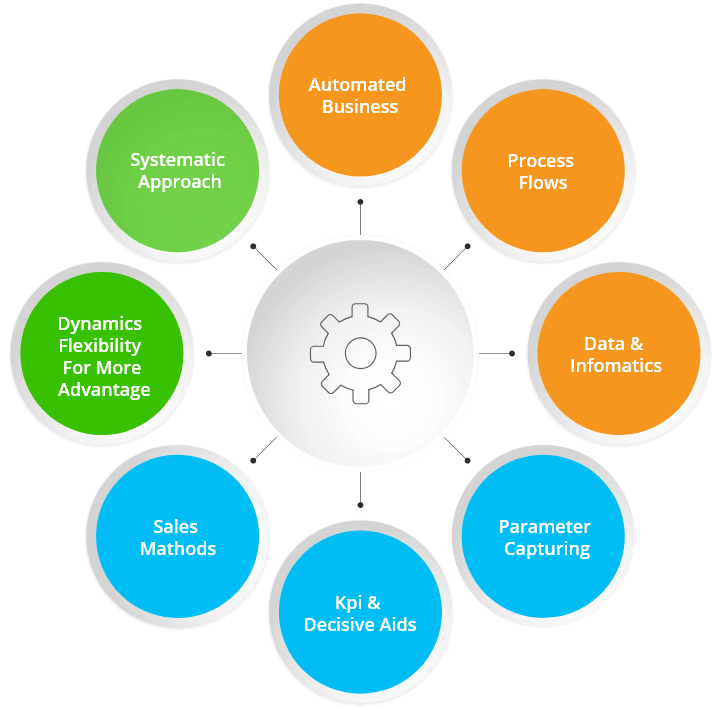 Automated
Business
Process
Flows
Data &
Infomatics
Parameter
Capturing
Kpi &
Decisive Aids
Sales
Mathods
Dynamics
Flexibility
For More
Advantage
Systematic
Approach